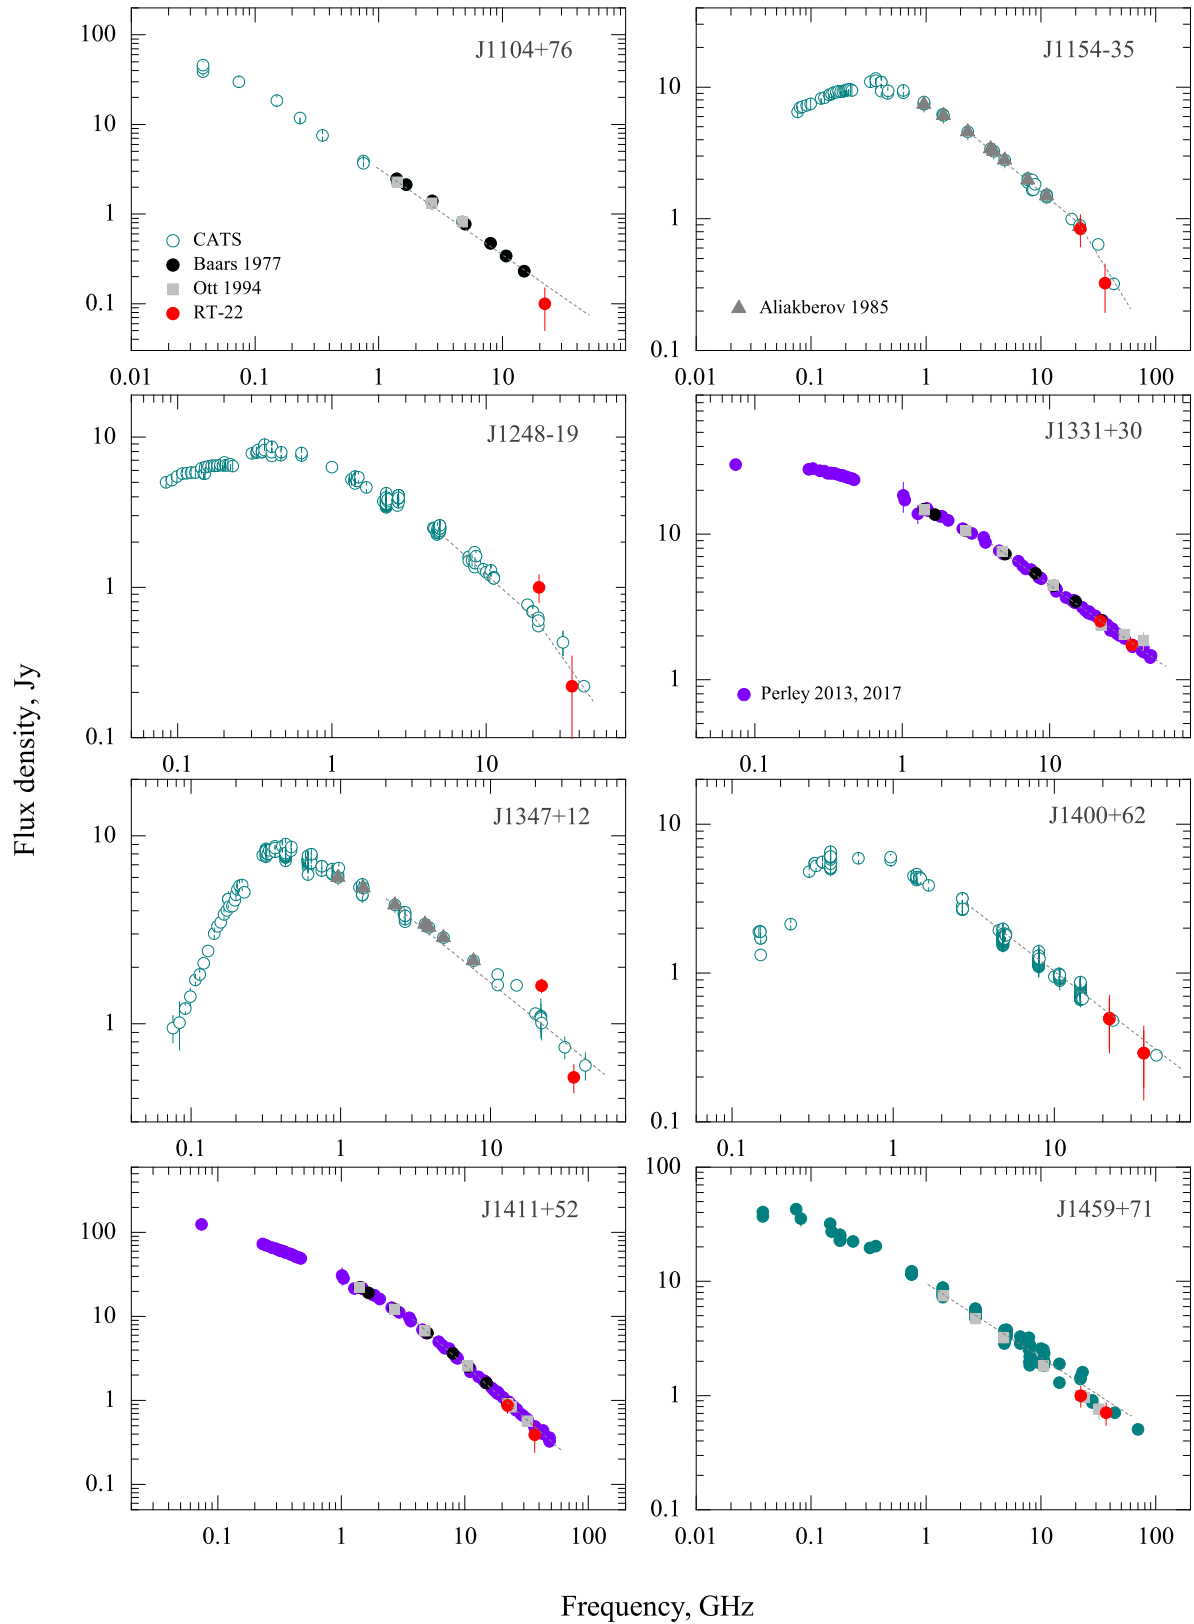 J1104+76
100
10
1
0.1
CATS
Baars 1977
Ott 1994
RT-22
0.01 0.1 1 10
J1154-35
10
1
0.1
Aliakberov 1985
0.01 0.1 1 10 100
J1248-19
10
1
0.1
0.1 1 10
J1331+30
10
1
Perley 2013, 2017
0.1 1 10
J1347+12
10
1
0.1 1 10
J1400+62
10
1
0.1
0.1 1 10
J1411+52
100
10
1
0.1
0.1 1 10 100
J1459+71
100
10
1
0.1
0.01 0.1 1 10 100
Flux density, Jy
Frequency, GHz